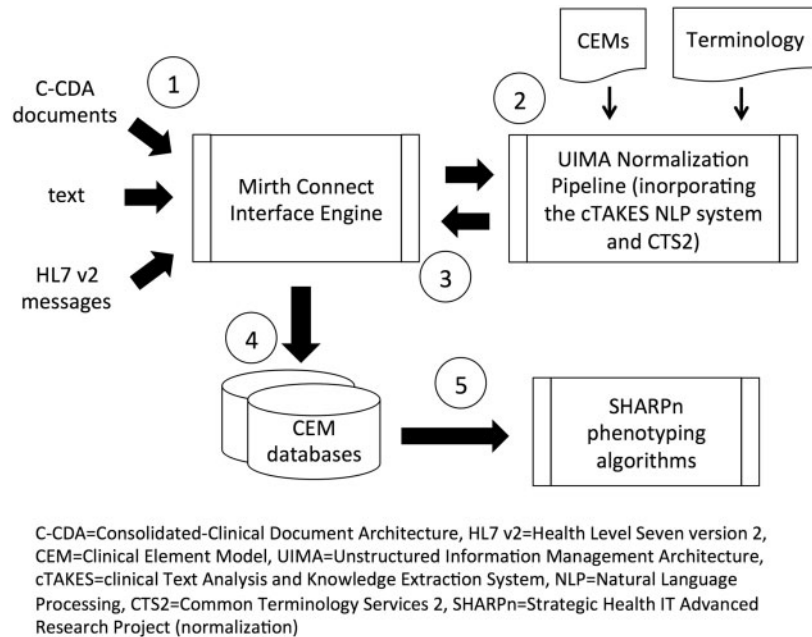 C-CDA
documents
1
text
HL7 v2
messages
Mirth Connect
Interface Engine
CEMs
Terminology
2
UIMA Normalization
Pipeline (inorporating
the cTAKES NLP system
and CTS2)
3
4
CEM
databases
5
SHARPn
phenotyping
algorithms
C-CDA=Consolidated-Clinical Document Architecture, HL7 v2=Health Level Seven version 2,
CEM=Clinical Element Model, UIMA=Unstructured Information Management Architecture,
cTAKES=clinical Text Analysis and Knowledge Extraction System, NLP=Natural Language
Processing, CTS2=Common Terminology Services 2, SHARPn=Strategic Health IT Advanced
Research Project (normalization)